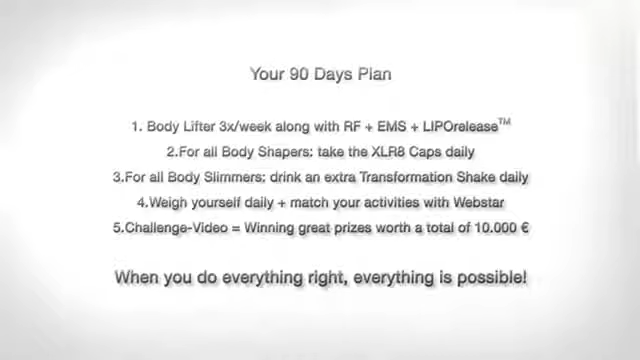 Your 90 Days Plan
1. Body Lifter 3x/week along with RF + EMS + LIPOrelease™
2.For all Body Shapers: take the XLR8 Caps daily
3.For all Body Slimmers: drink an extra Transformation Shake daily
4.Weigh yourself daily + match your activities with Webstar
5.Challenge-Video = Winning great prizes worth a total of 10.000 €
When you do everything right, everything is possible!